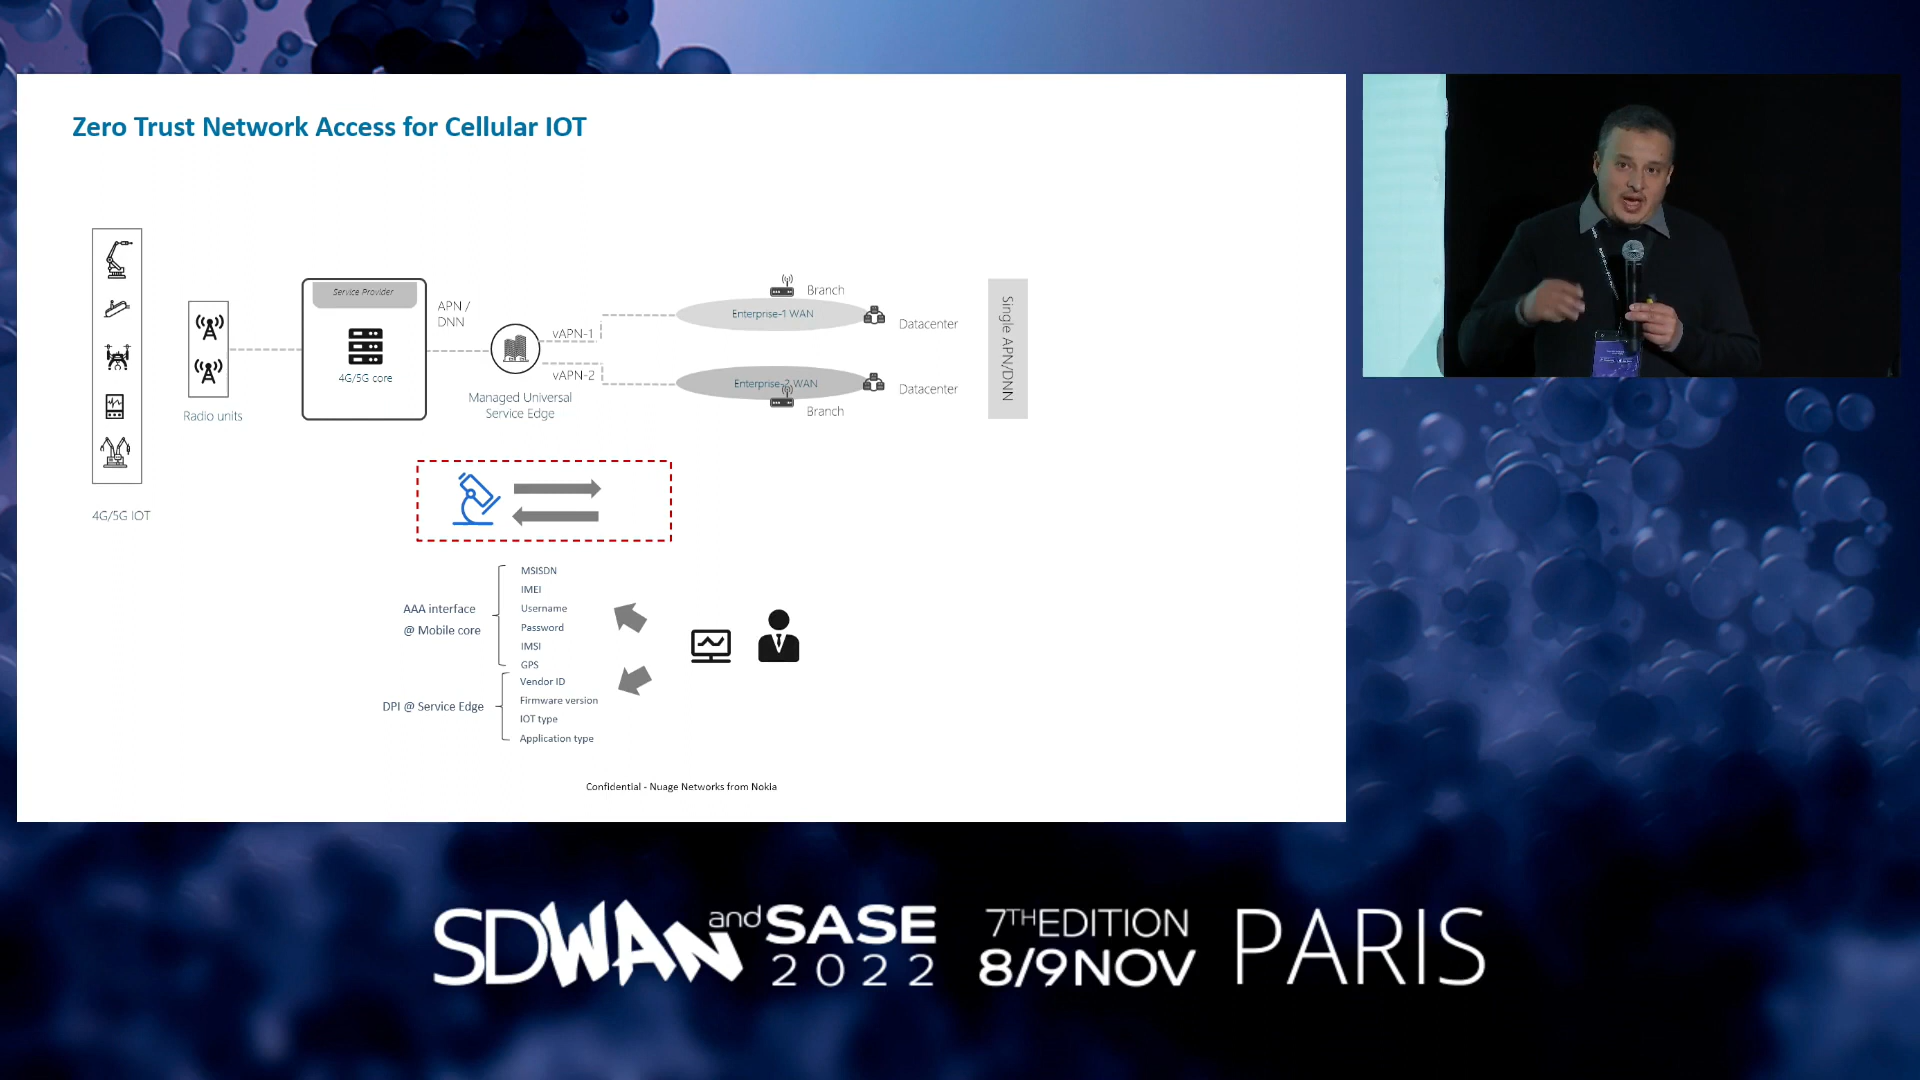 Zero Trust Network Access for Cellular IOT
4G/5G IOT
Radio units
Service Provider
4G/5G core
APN /
DNN
vAPN-1
vAPN-2
Managed Universal
Service Edge
Branch
Enterprise-1 WAN
Datacenter
Enterprise-2 WAN
Datacenter
Branch
Single APN/DNN
AAA interface
@ Mobile core
MSISDN
IMEI
Username
Password
IMSI
GPS
DPI @ Service Edge
Vendor ID
Firmware version
IOT type
Application type
Confidential - Nuage Networks from Nokia
SDWAN and SASE
2022
7TH EDITION
8/9 NOV
PARIS